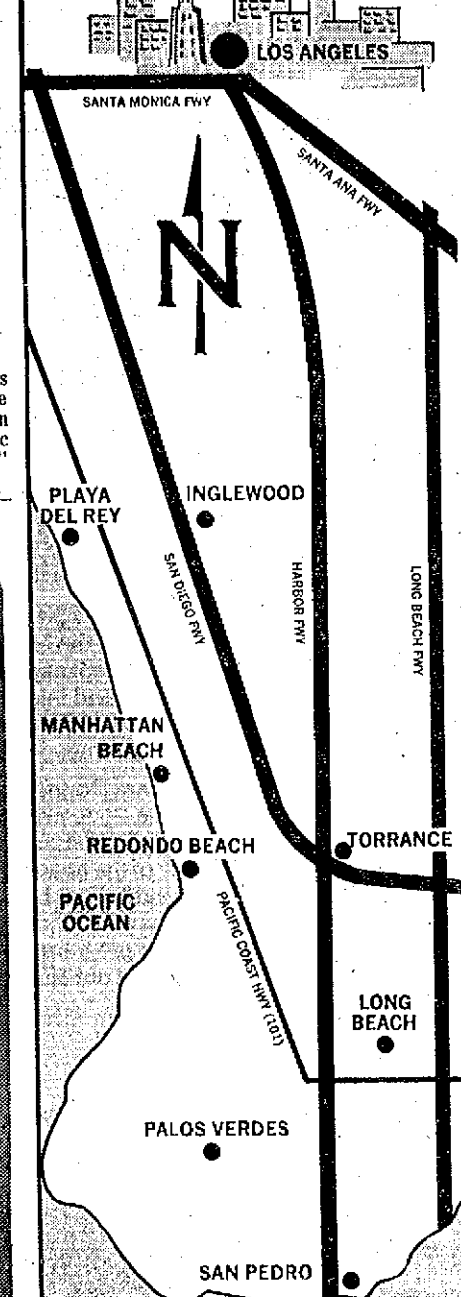 LOS ANGELES
SANTA MONICA FWY
SANTA ANA FWY
N
PLAYA
DEL REY
INGLEWOOD
SAN DIEGO FWY
HARBOR FWY
LONG BEACH FWY
MANHATTAN
BEACH
REDONDO BEACH
TORRANCE
PACIFIC
OCEAN
PACIFIC COAST HWY (101)
LONG
BEACH
PALOS VERDES
SAN PEDRO